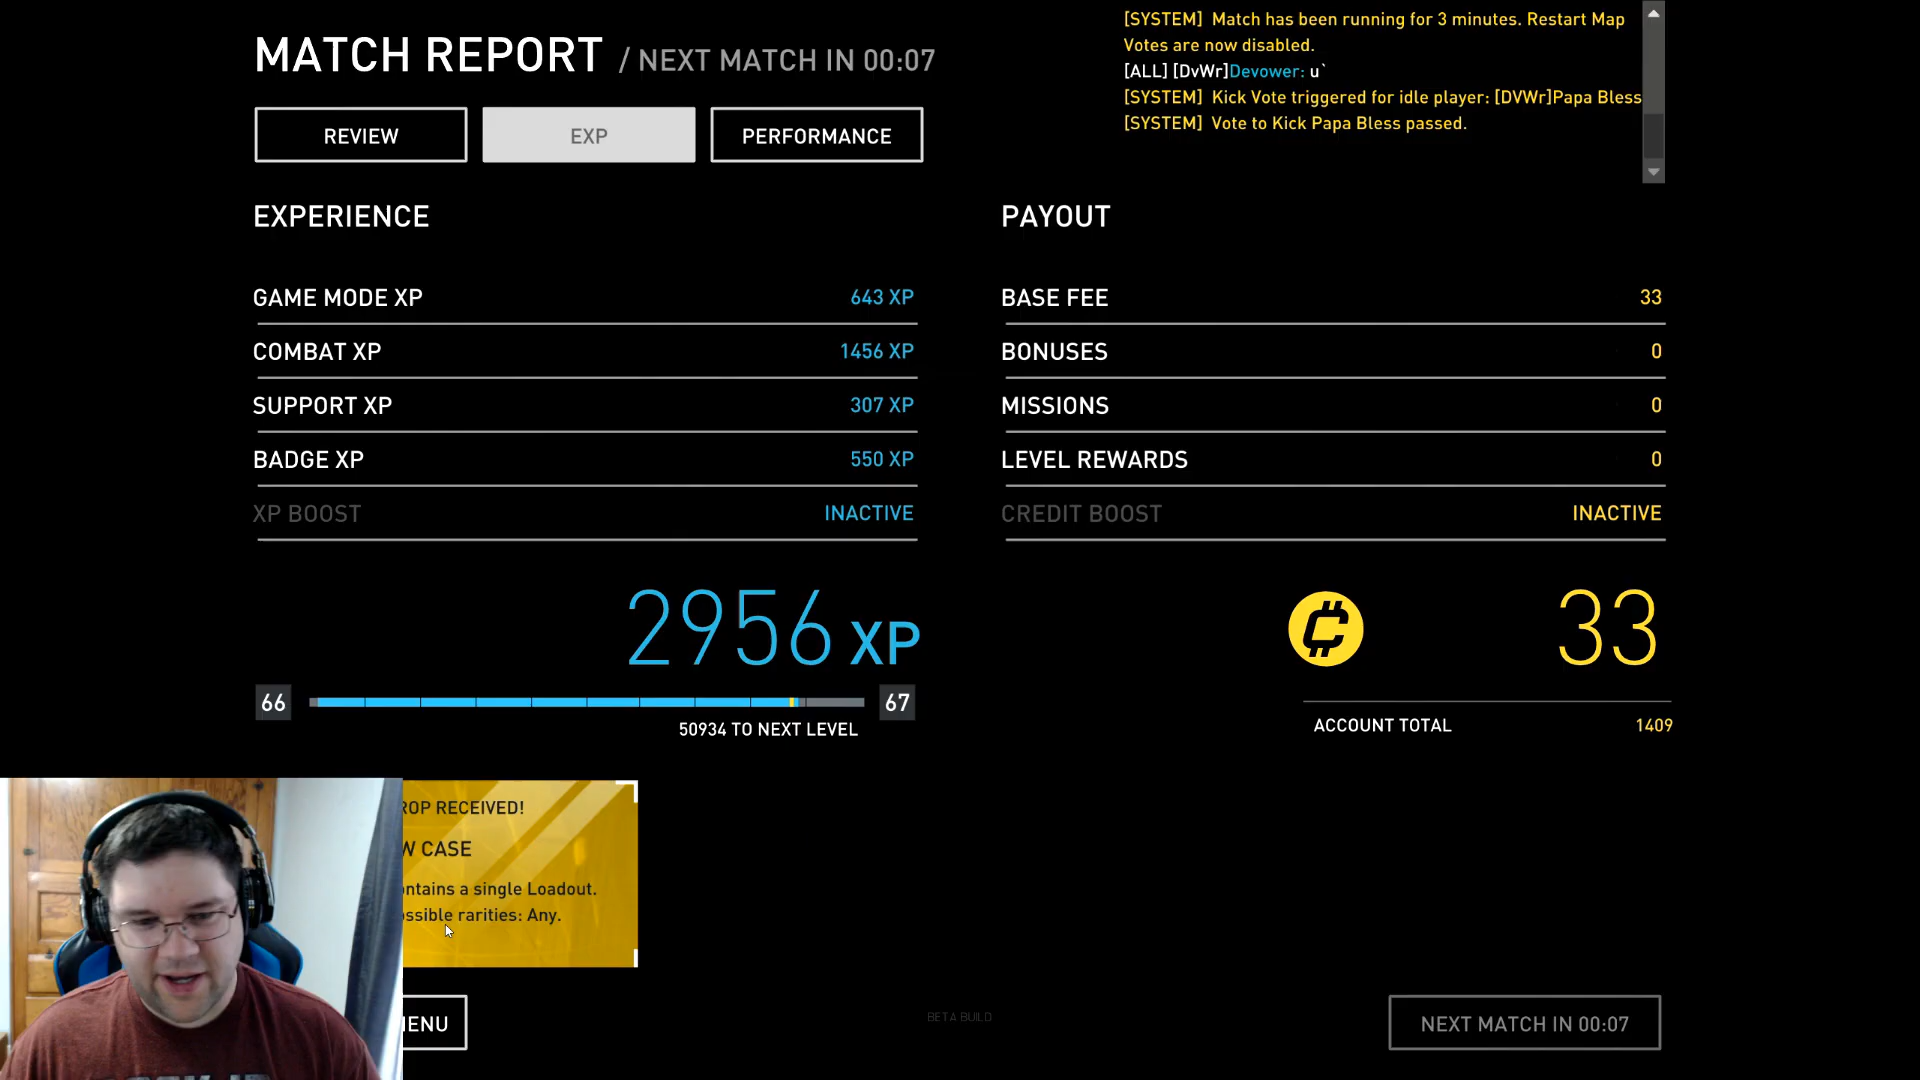 [SYSTEM] Match has been running for 3 minutes. Restart Map
Votes are now disabled.
[ALL] [DvWr]Devower: u`
[SYSTEM] Kick Vote triggered for idle player: [DVWr]Papa Bless
[SYSTEM] Vote to Kick Papa Bless passed.
MATCH REPORT / NEXT MATCH IN 00:07
REVIEW
EXP
PERFORMANCE
EXPERIENCE
GAME MODE XP 643 XP
COMBAT XP 1456 XP
SUPPORT XP 307 XP
BADGE XP 550 XP
XP BOOST INACTIVE
2956 XP
66 67
50934 TO NEXT LEVEL
PAYOUT
BASE FEE 33
BONUSES 0
MISSIONS 0
LEVEL REWARDS 0
CREDIT BOOST INACTIVE
33
ACCOUNT TOTAL 1409
ROP RECEIVED!
W CASE
ontains a single Loadout.
ossible rarities: Any.
ENU
BETA BUILD
NEXT MATCH IN 00:07